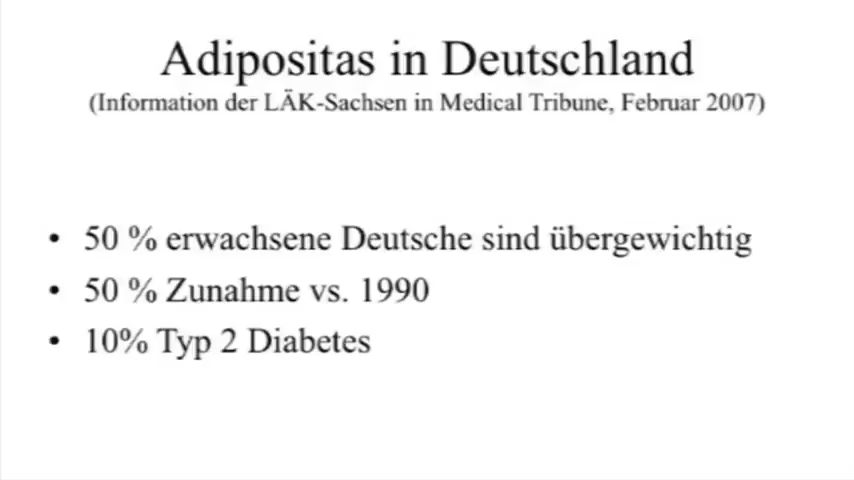 Adipositas in Deutschland
(Information der LÄK-Sachsen in Medical Tribune, Februar 2007)
• 50 % erwachsene Deutsche sind übergewichtig
• 50 % Zunahme vs. 1990
• 10% Typ 2 Diabetes